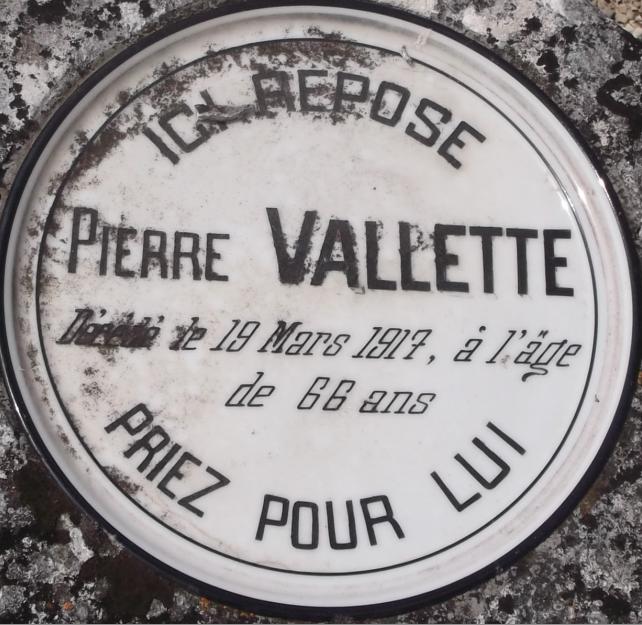 ICI REPOSE
PIERRE VALLETTE
Décédé le 19 Mars 1917, à l'âge
de 66 ans
PRIEZ POUR LUI